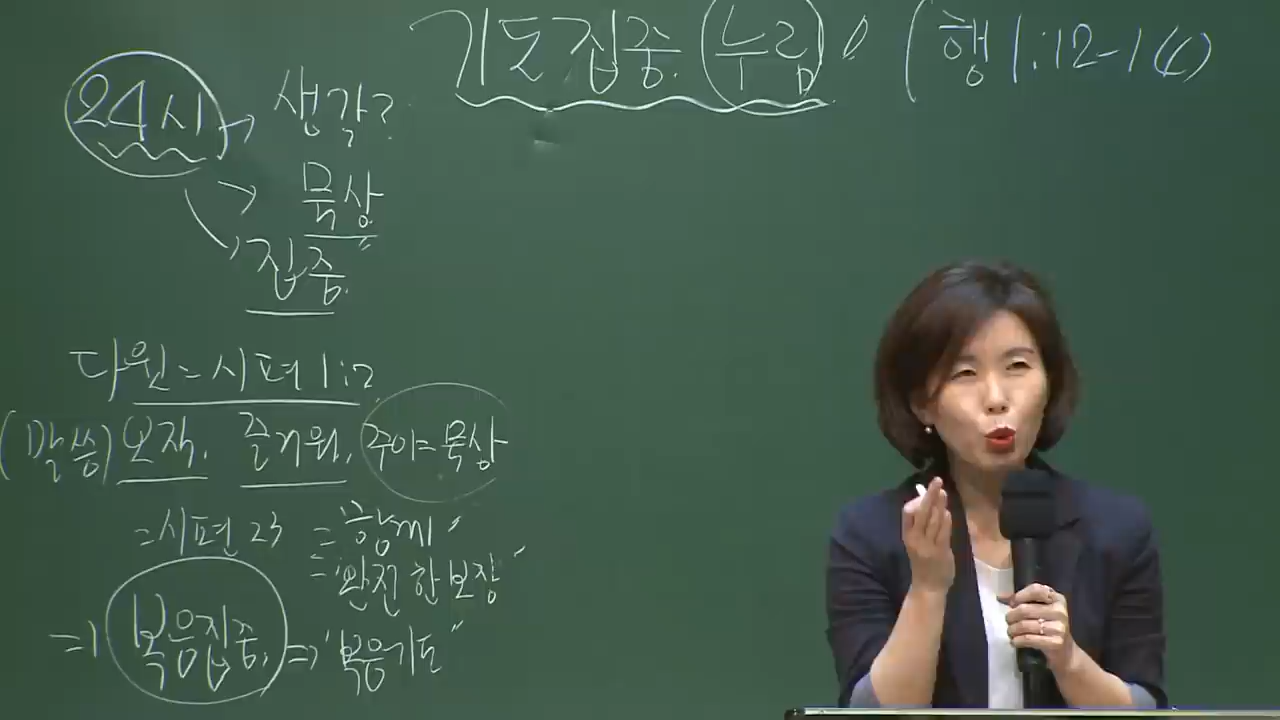 기도집중. 누림 (행 1:12-14)
24시 → 생각?
→ 묵상
집중.
다윗=시편 1:2
(말씀) 오직. 즐거워. 주야=묵상
=시편 23 ="함께"
="완전한 보장"
⇒ 복음집중. ⇒ "복음기도"